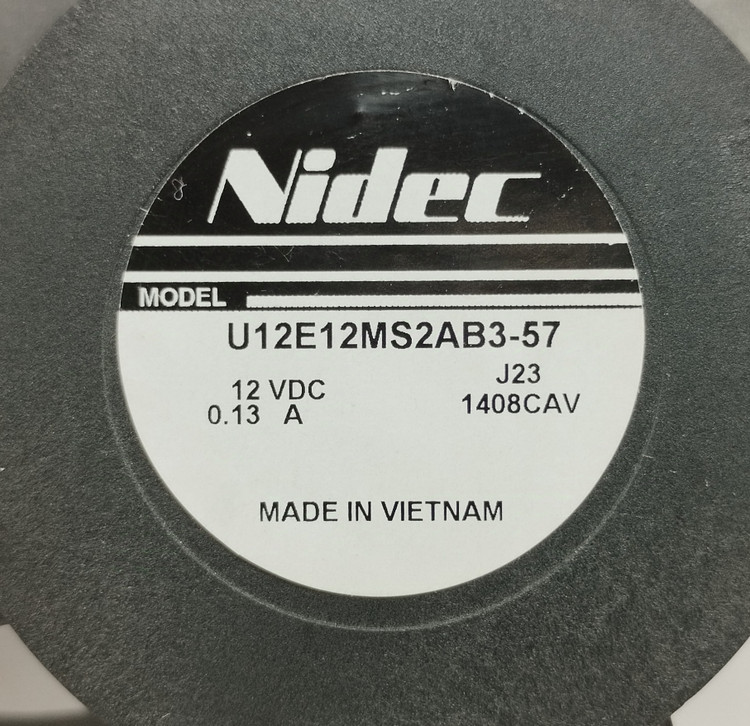 Nidec
MODEL
U12E12MS2AB3-57
12 VDC J23
0.13 A 1408CAV
MADE IN VIETNAM